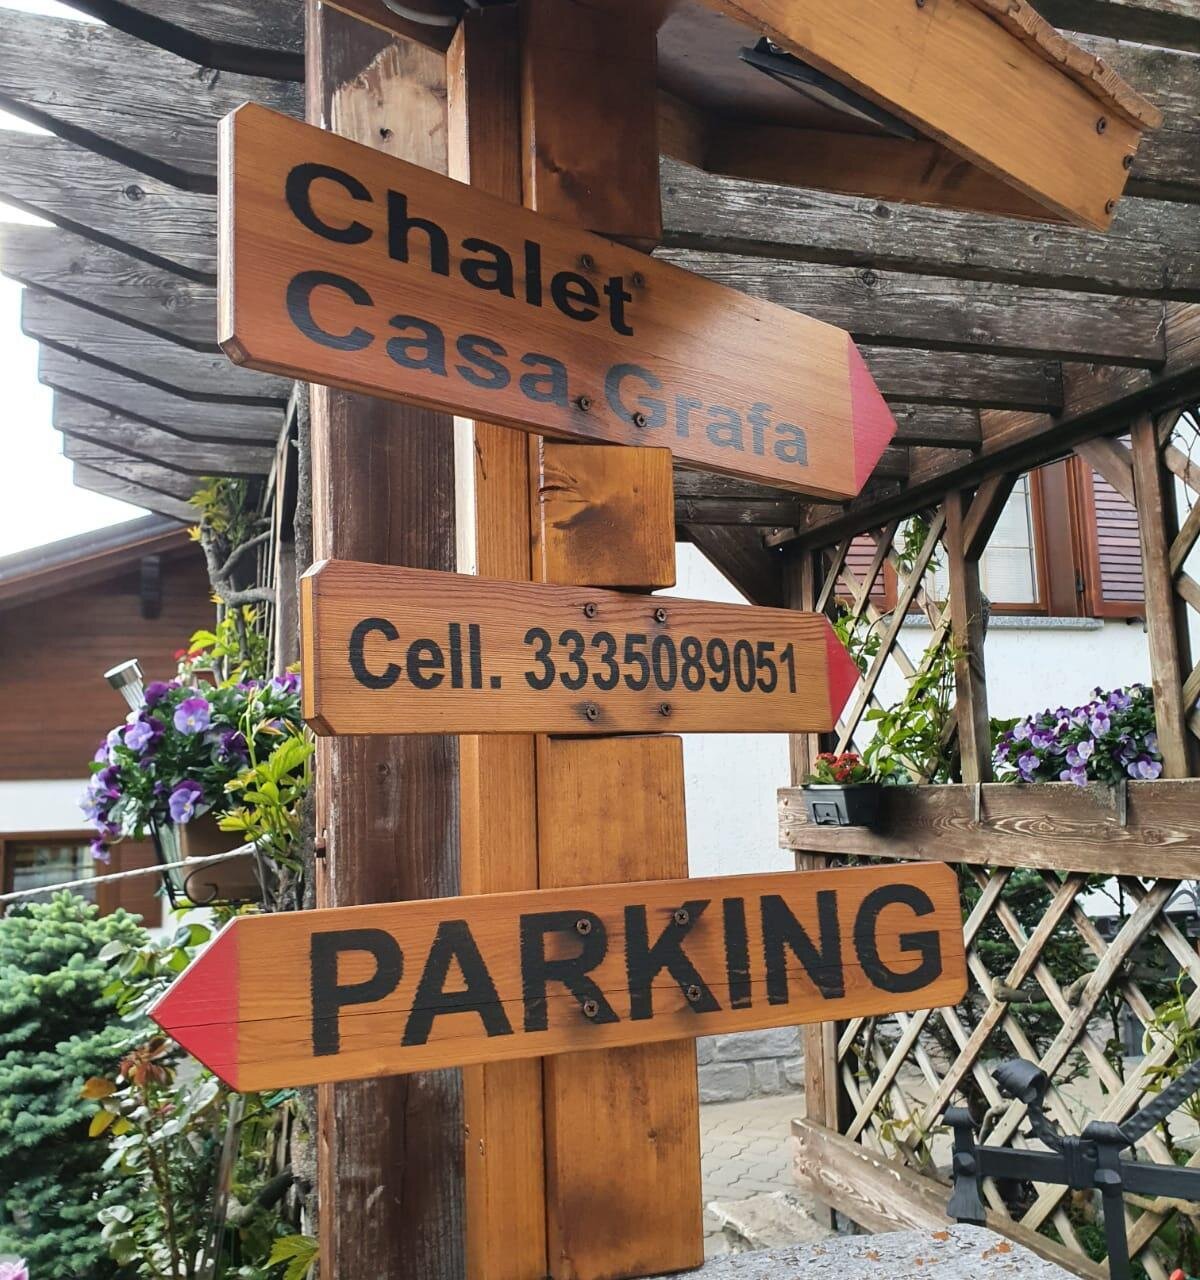 Chalet
Casa Grafa
Cell. 3335089051
PARKING